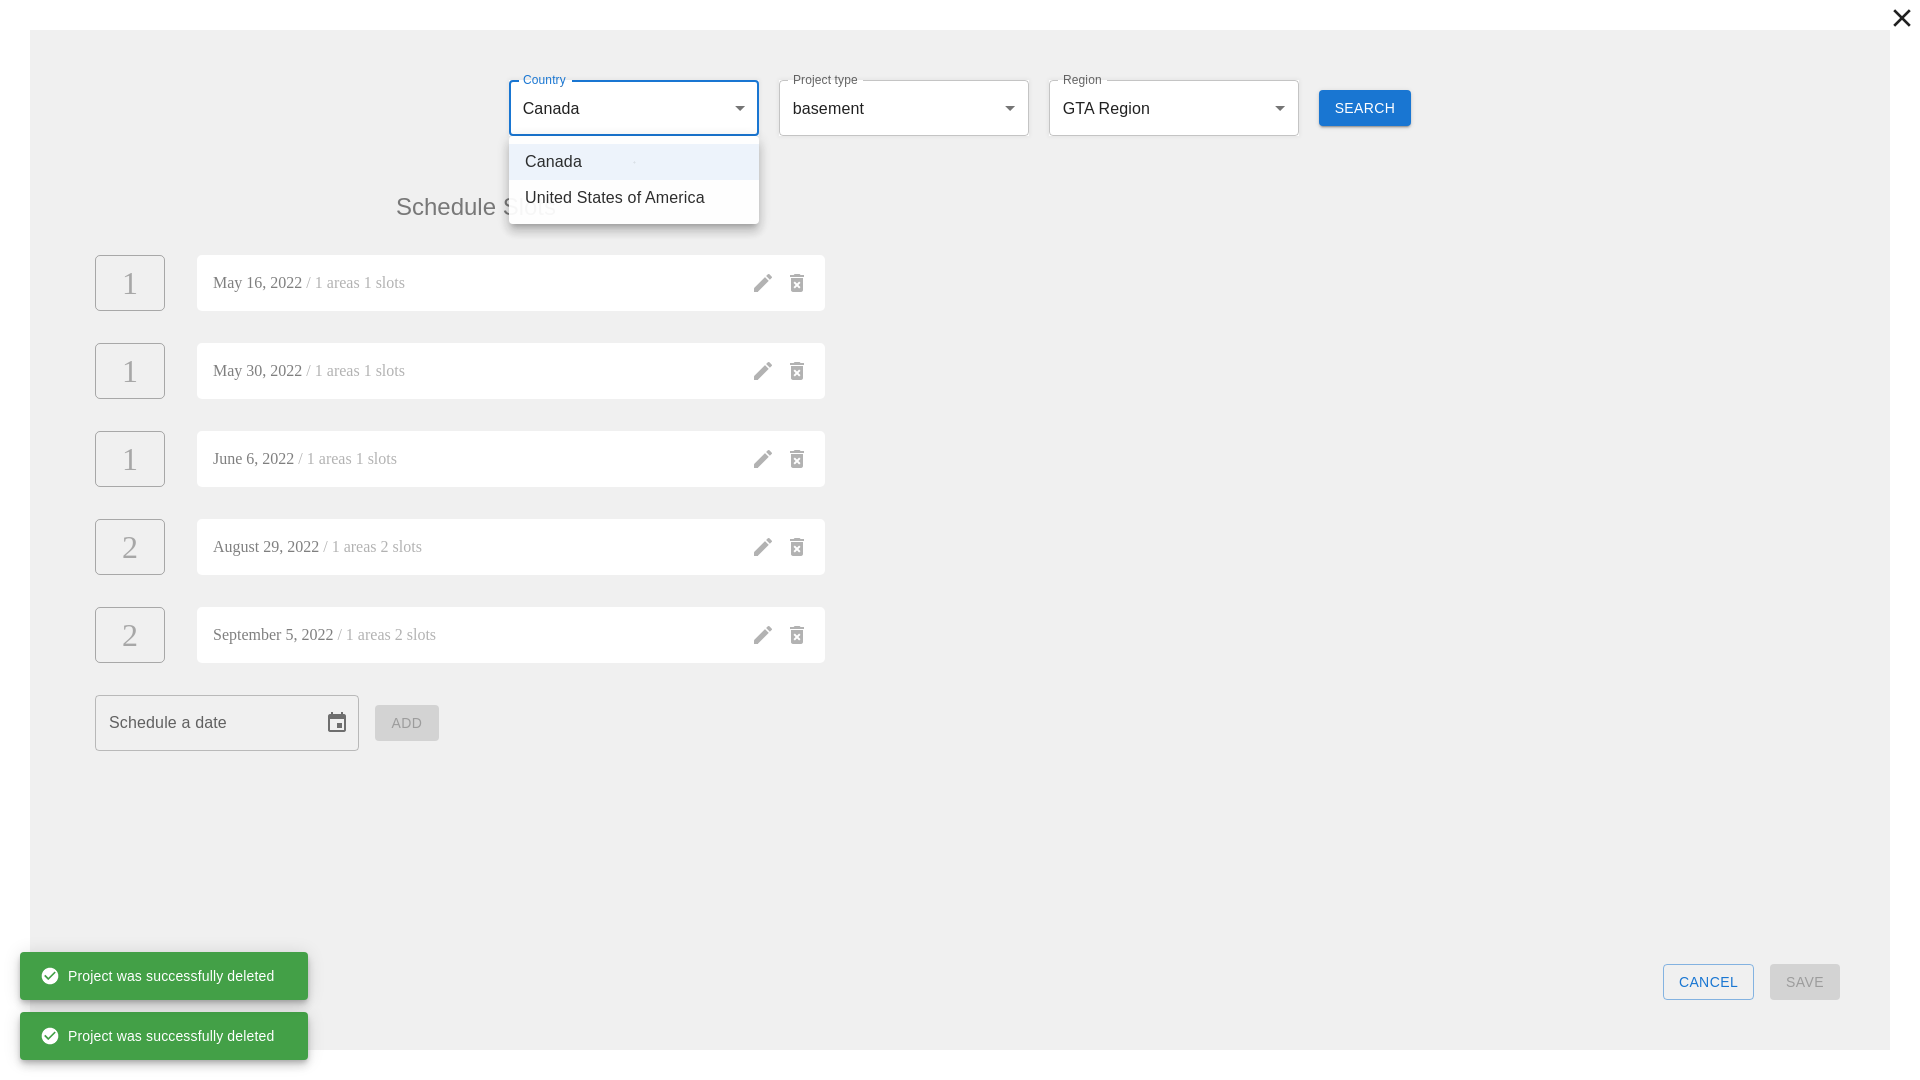 Country
Canada
Project type
basement
Region
GTA Region
SEARCH
Canada
United States of America
Schedule Slots
1
May 16, 2022 / 1 areas 1 slots
1
May 30, 2022 / 1 areas 1 slots
1
June 6, 2022 / 1 areas 1 slots
2
August 29, 2022 / 1 areas 2 slots
2
September 5, 2022 / 1 areas 2 slots
Schedule a date
ADD
Project was successfully deleted
CANCEL
SAVE
Project was successfully deleted